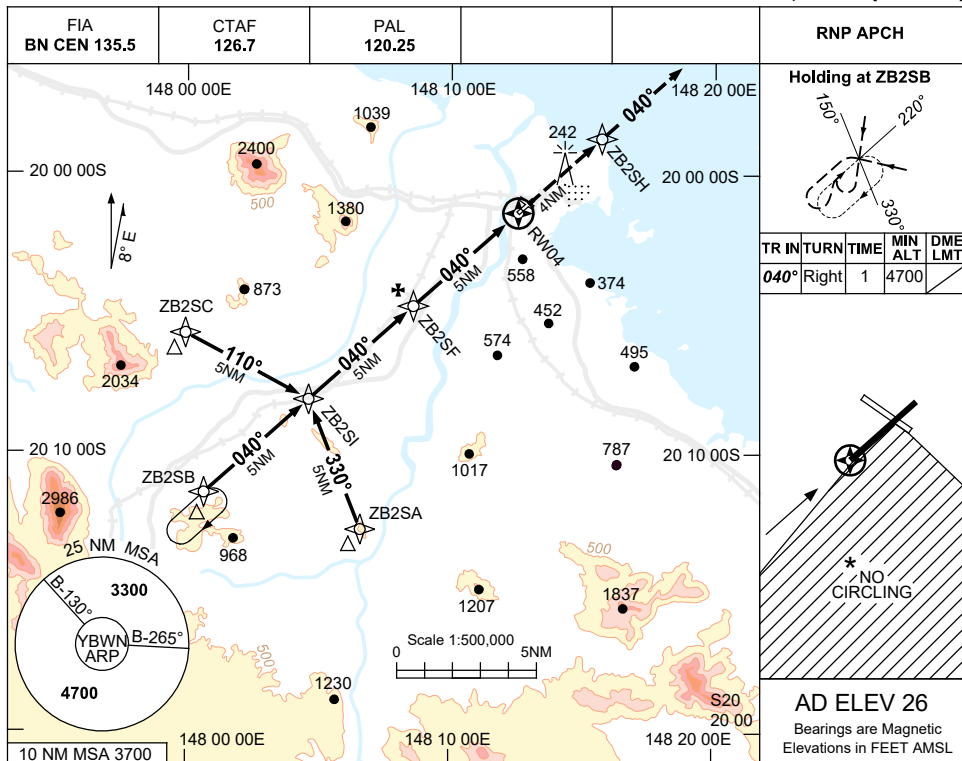 FIA
BN CEN 135.5
CTAF
126.7
PAL
120.25
RNP APCH
148 00 00E
148 10 00E
148 20 00E
040°
Holding at ZB2SB
150°
220°
330°
1039
242
2400
ZB2SH
20 00 00S
20 00 00S
500
4NM
1380
RW04
8° E
040°
5NM
558
TR IN TURN TIME MIN ALT DME LMT
040° Right 1 4700
873
374
ZB2SC
ZB2SF
452
110°
5NM
040°
5NM
574
2034
495
ZB2SI
040°
5NM
330°
5NM
20 10 00S
20 10 00S
1017
787
ZB2SB
2986
ZB2SA
968
25 NM MSA
500
* NO
CIRCLING
3300
B-130°
1207
1837
YBWN
ARP
B-265°
Scale 1:500,000
0 5NM
4700
500
1230
S20
20 00
AD ELEV 26
Bearings are Magnetic
Elevations in FEET AMSL
10 NM MSA 3700
148 00 00E
148 10 00E
148 20 00E